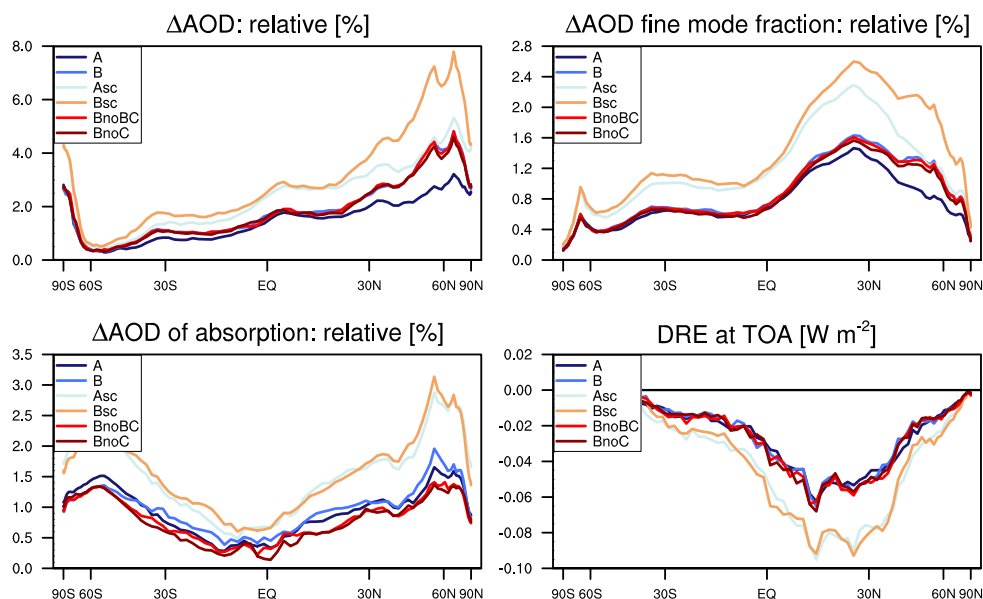 ΔAOD: relative [%]
8.0
6.0
4.0
2.0
0.0
A
B
Asc
Bsc
BnoBC
BnoC
90S 60S 30S EQ 30N 60N 90N
ΔAOD fine mode fraction: relative [%]
2.8
2.4
2.0
1.6
1.2
0.8
0.4
0.0
A
B
Asc
Bsc
BnoBC
BnoC
90S 60S 30S EQ 30N 60N 90N
ΔAOD of absorption: relative [%]
3.5
3.0
2.5
2.0
1.5
1.0
0.5
0.0
A
B
Asc
Bsc
BnoBC
BnoC
90S 60S 30S EQ 30N 60N 90N
DRE at TOA [W m⁻²]
0.02
0.00
-0.02
-0.04
-0.06
-0.08
-0.10
A
B
Asc
Bsc
BnoBC
BnoC
90S 60S 30S EQ 30N 60N 90N